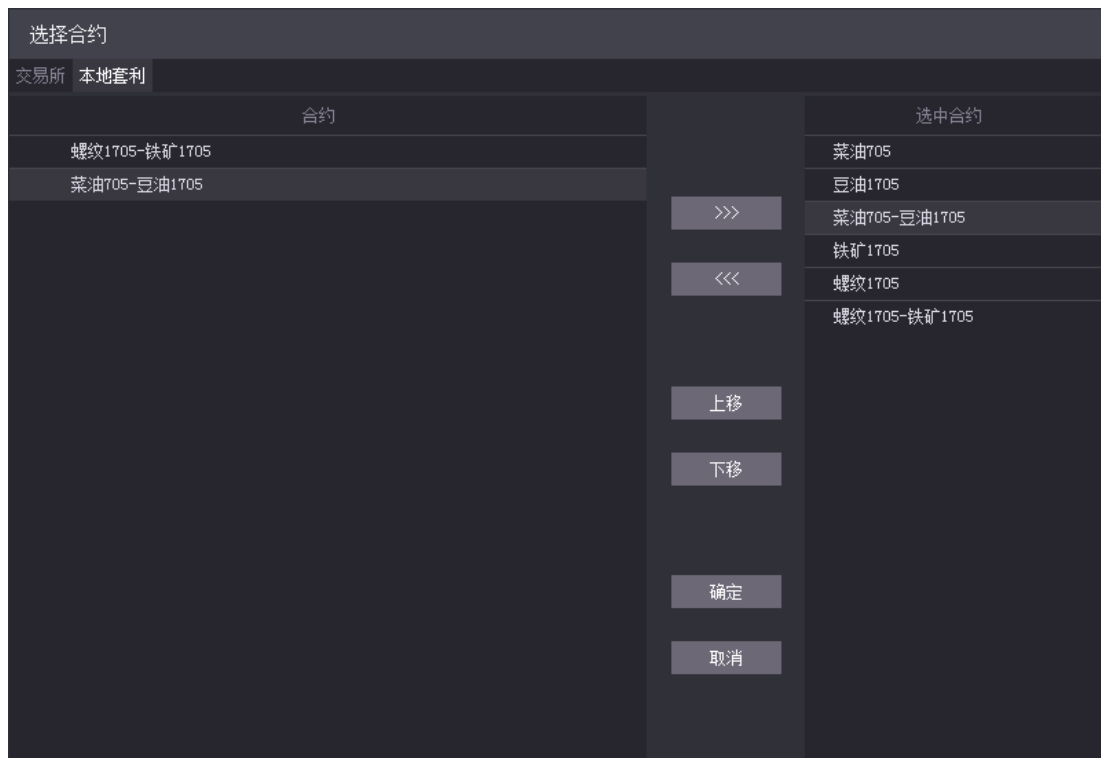 选择合约
交易所 本地套利
合约
螺纹1705-铁矿1705
菜油705-豆油1705
>>>
<<<
上移
下移
确定
取消
选中合约
菜油705
豆油1705
菜油705-豆油1705
铁矿1705
螺纹1705
螺纹1705-铁矿1705